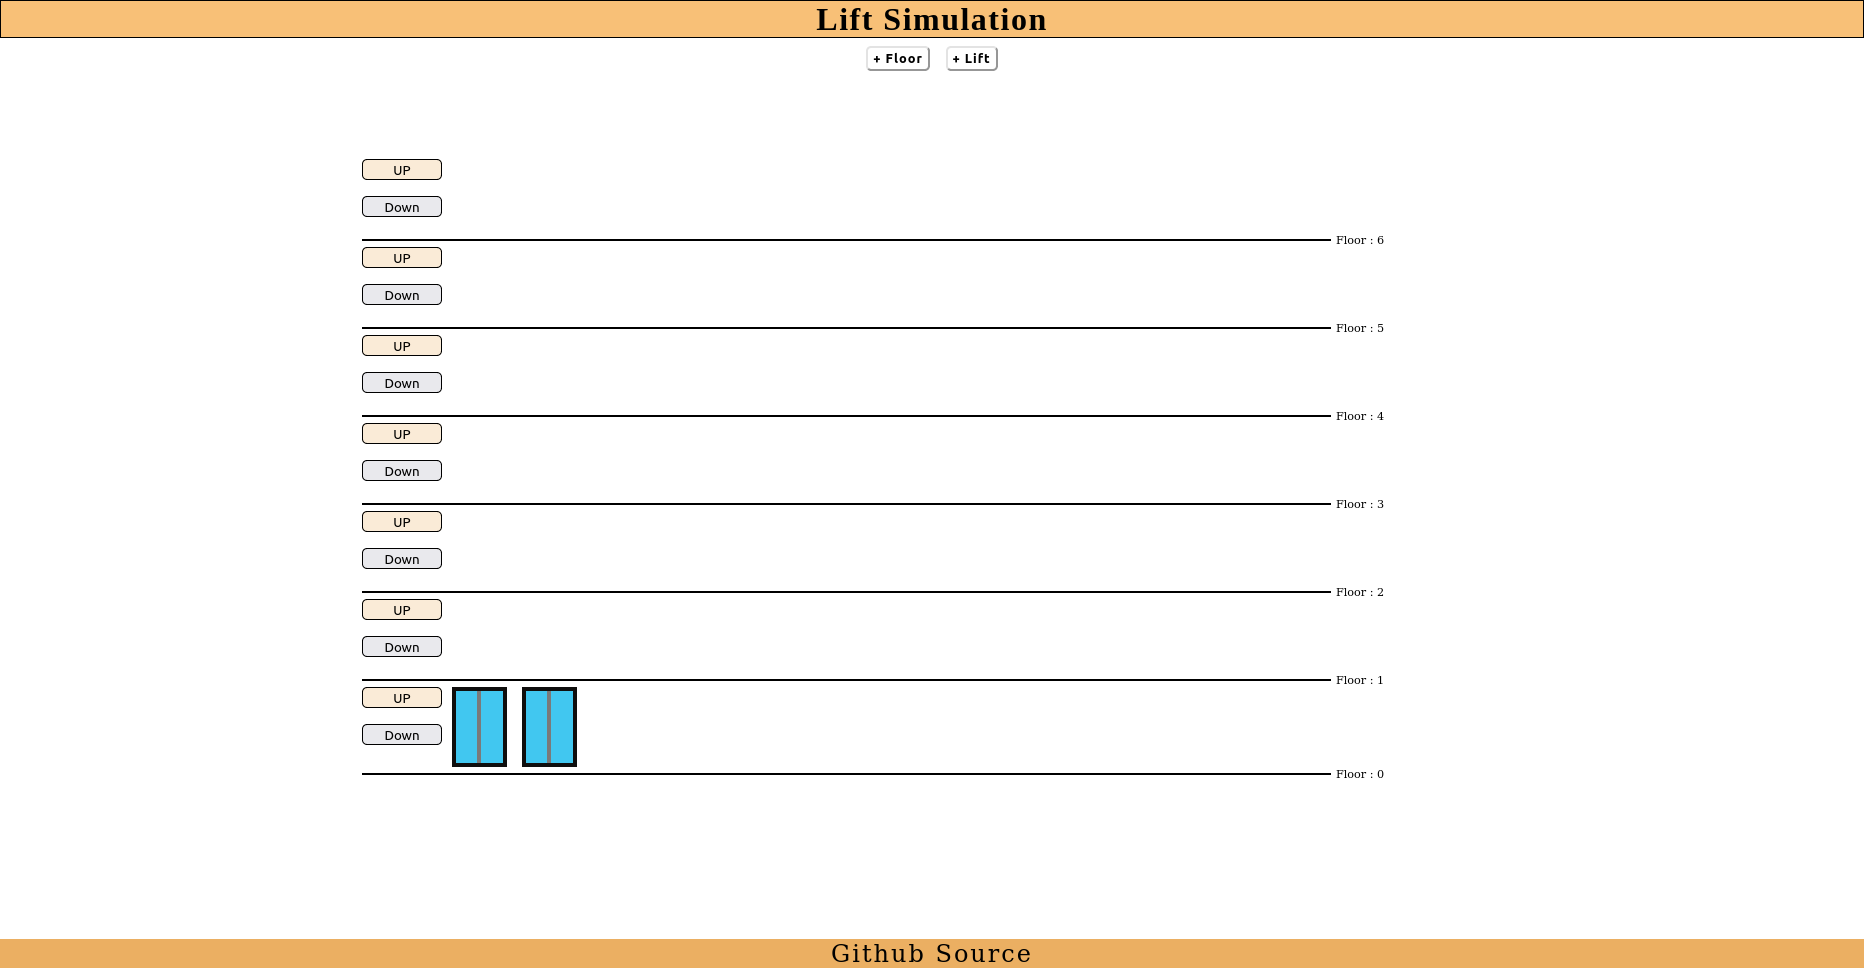 Lift Simulation
+ Floor + Lift
UP
Down
Floor : 6
UP
Down
Floor : 5
UP
Down
Floor : 4
UP
Down
Floor : 3
UP
Down
Floor : 2
UP
Down
Floor : 1
UP
Down
Floor : 0
Github Source